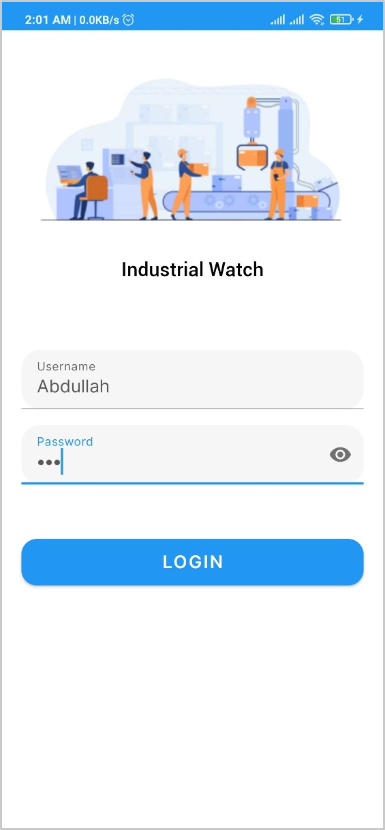 2:01 AM | 0.0KB/s 51
Industrial Watch
Username
Abdullah
Password
•••
LOGIN